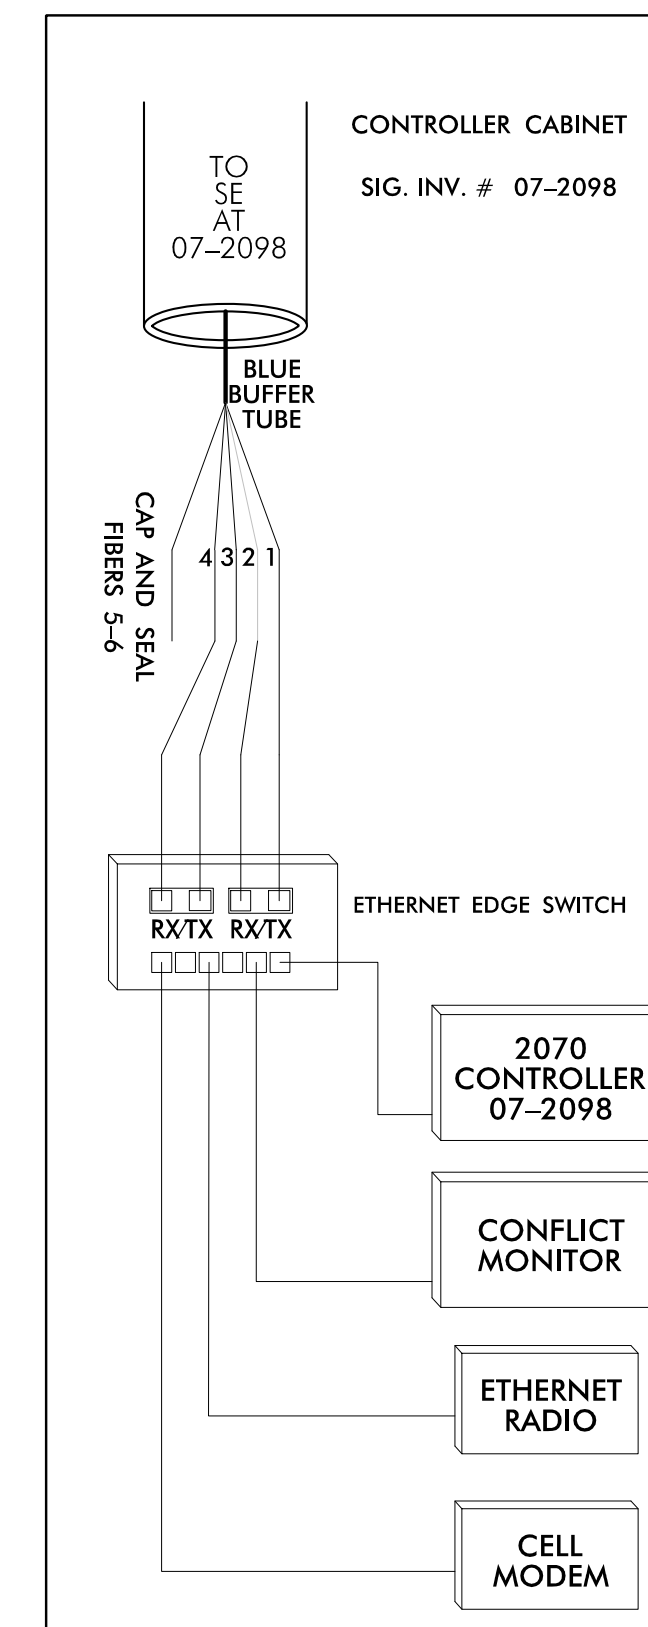 CONTROLLER CABINET
SIG. INV. # 07–2098
TO
SE
AT
07–2098
BLUE
BUFFER
TUBE
CAP AND SEAL
FIBERS 5–6
4 3 2 1
RX/TX RX/TX
ETHERNET EDGE SWITCH
2070
CONTROLLER
07–2098
CONFLICT
MONITOR
ETHERNET
RADIO
CELL
MODEM